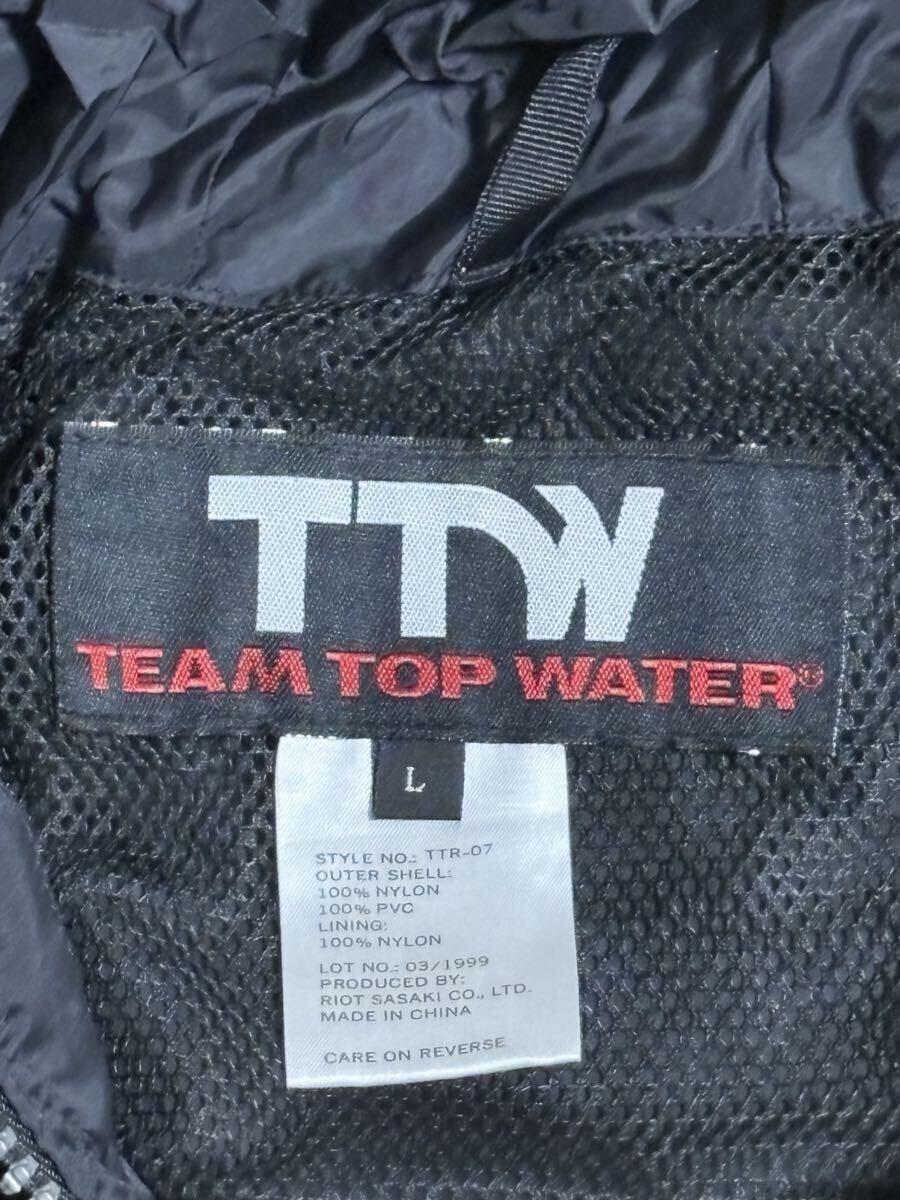 TTW
TEAM TOP WATER®
L
STYLE NO.: TTR-07
OUTER SHELL:
100% NYLON
100% PVC
LINING:
100% NYLON
LOT NO.: 03/1999
PRODUCED BY:
RIOT SASAKI CO., LTD.
MADE IN CHINA
CARE ON REVERSE